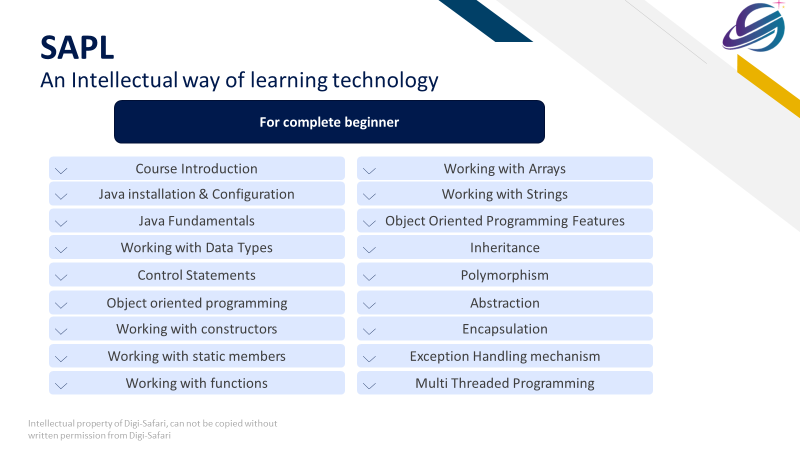 SAPL
An Intellectual way of learning technology
For complete beginner
Course Introduction
Java installation & Configuration
Java Fundamentals
Working with Data Types
Control Statements
Object oriented programming
Working with constructors
Working with static members
Working with functions
Working with Arrays
Working with Strings
Object Oriented Programming Features
Inheritance
Polymorphism
Abstraction
Encapsulation
Exception Handling mechanism
Multi Threaded Programming
Intellectual property of Digi-Safari, can not be copied without
written permission from Digi-Safari